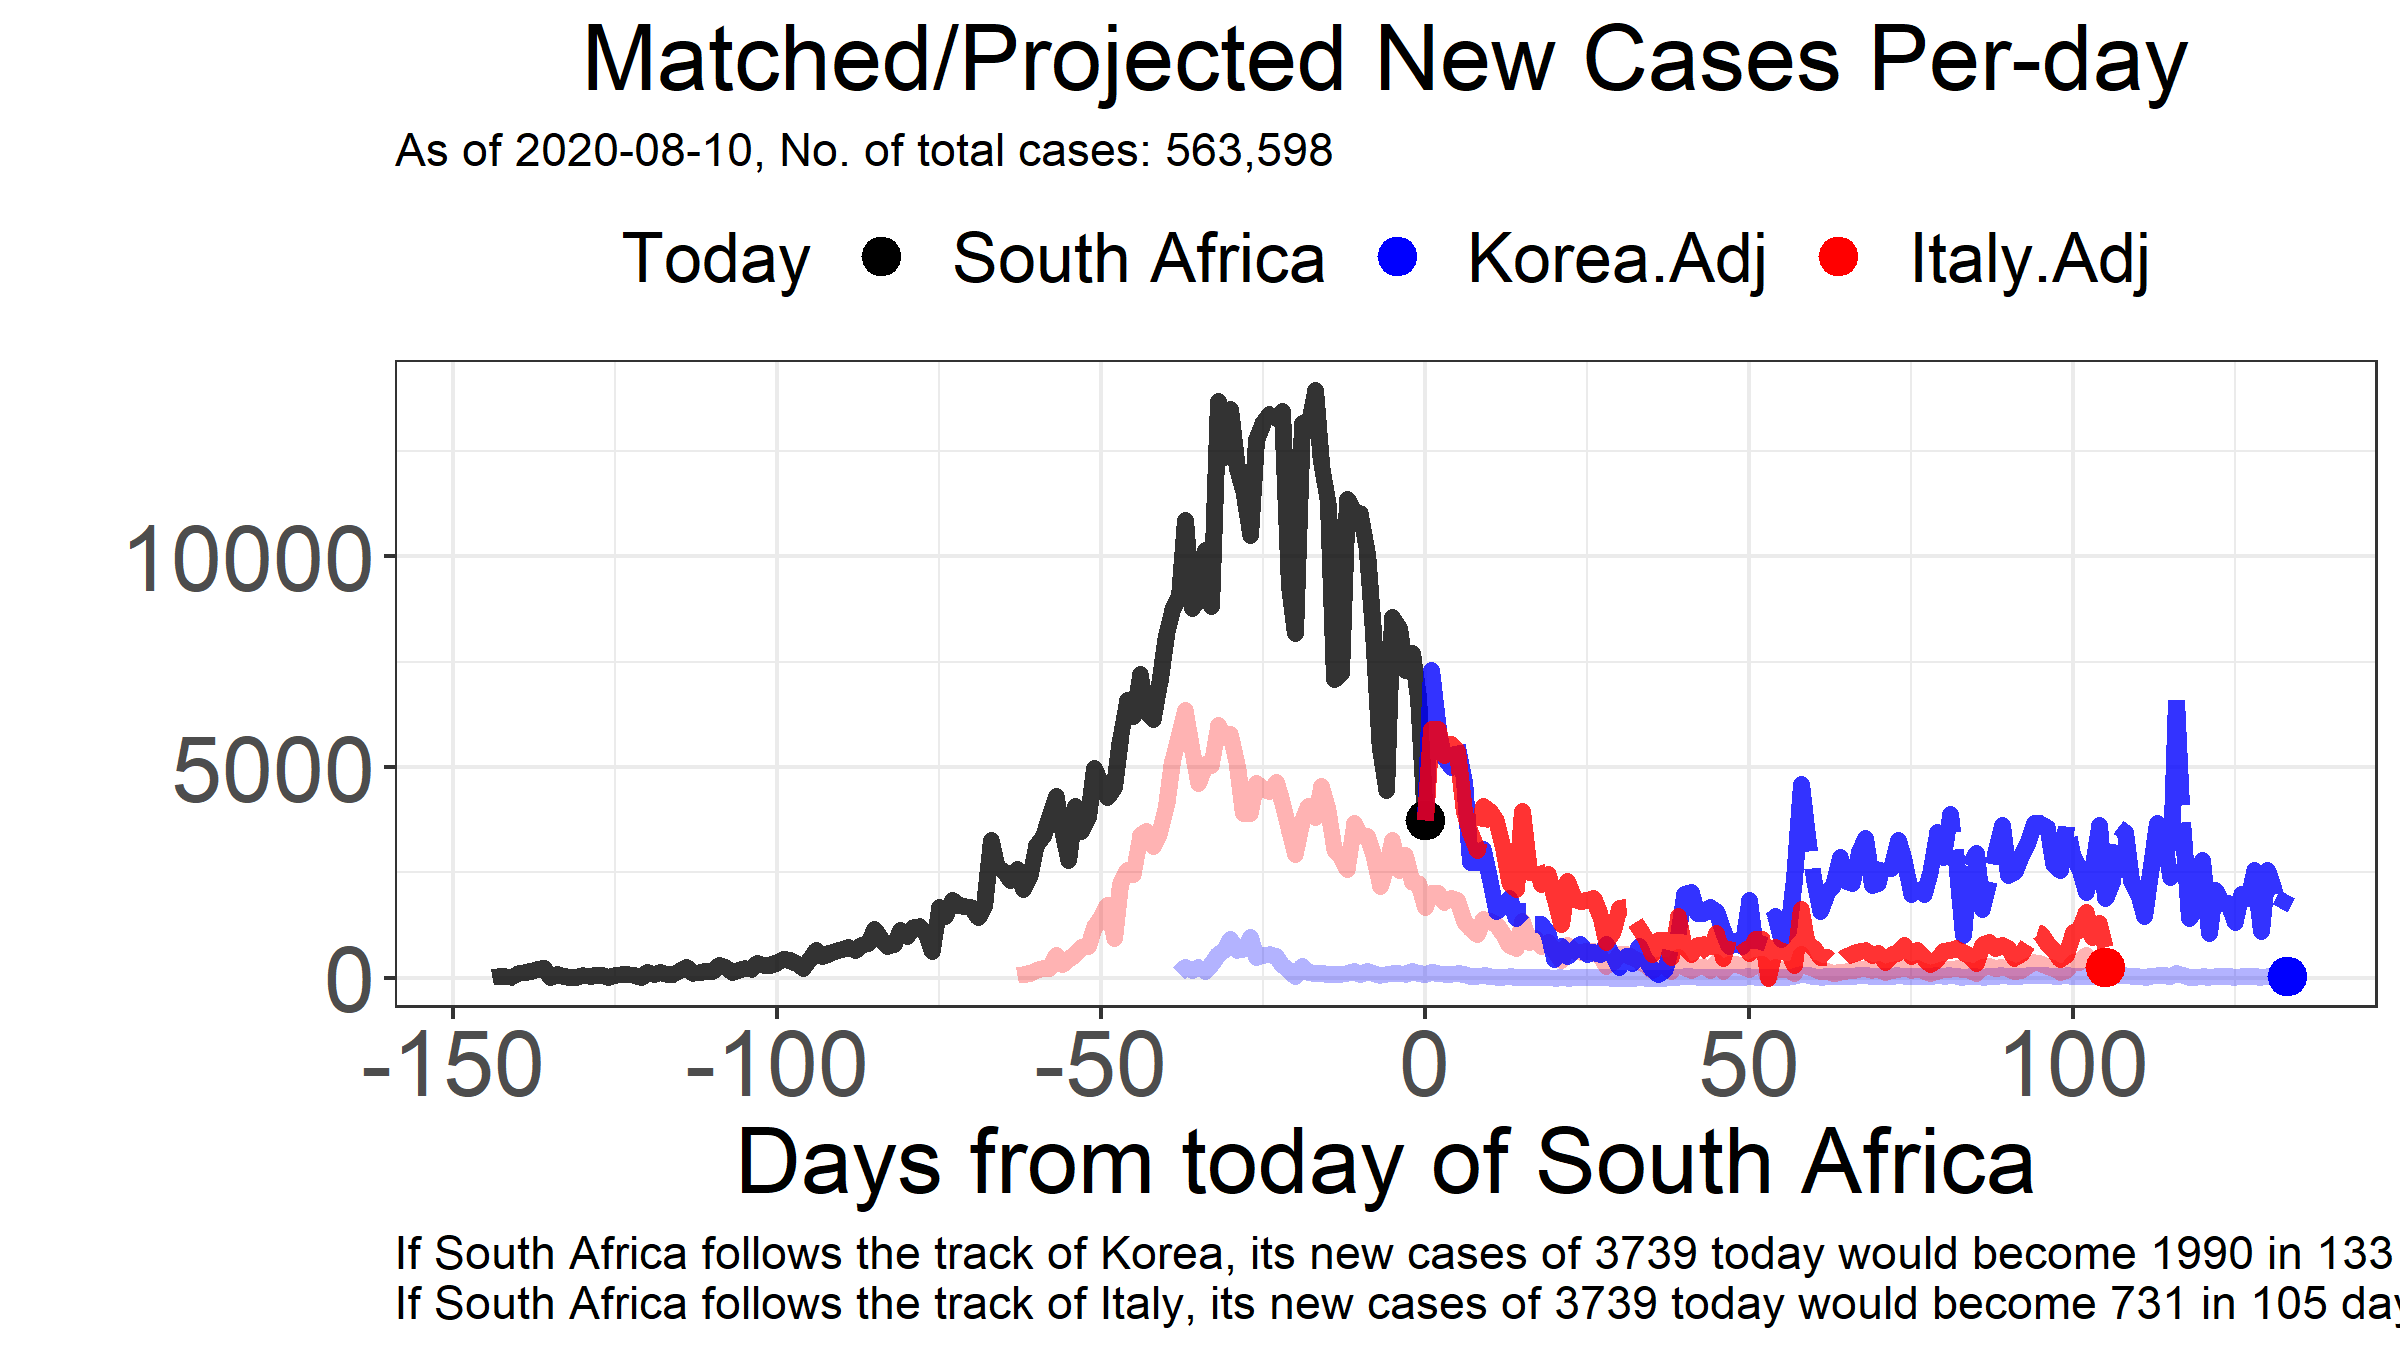 Matched/Projected New Cases Per-day
As of 2020-08-10, No. of total cases: 563,598
Today South Africa Korea.Adj Italy.Adj
10000
5000
0
-150 -100 -50 0 50 100
Days from today of South Africa
If South Africa follows the track of Korea, its new cases of 3739 today would become 1990 in 133
If South Africa follows the track of Italy, its new cases of 3739 today would become 731 in 105